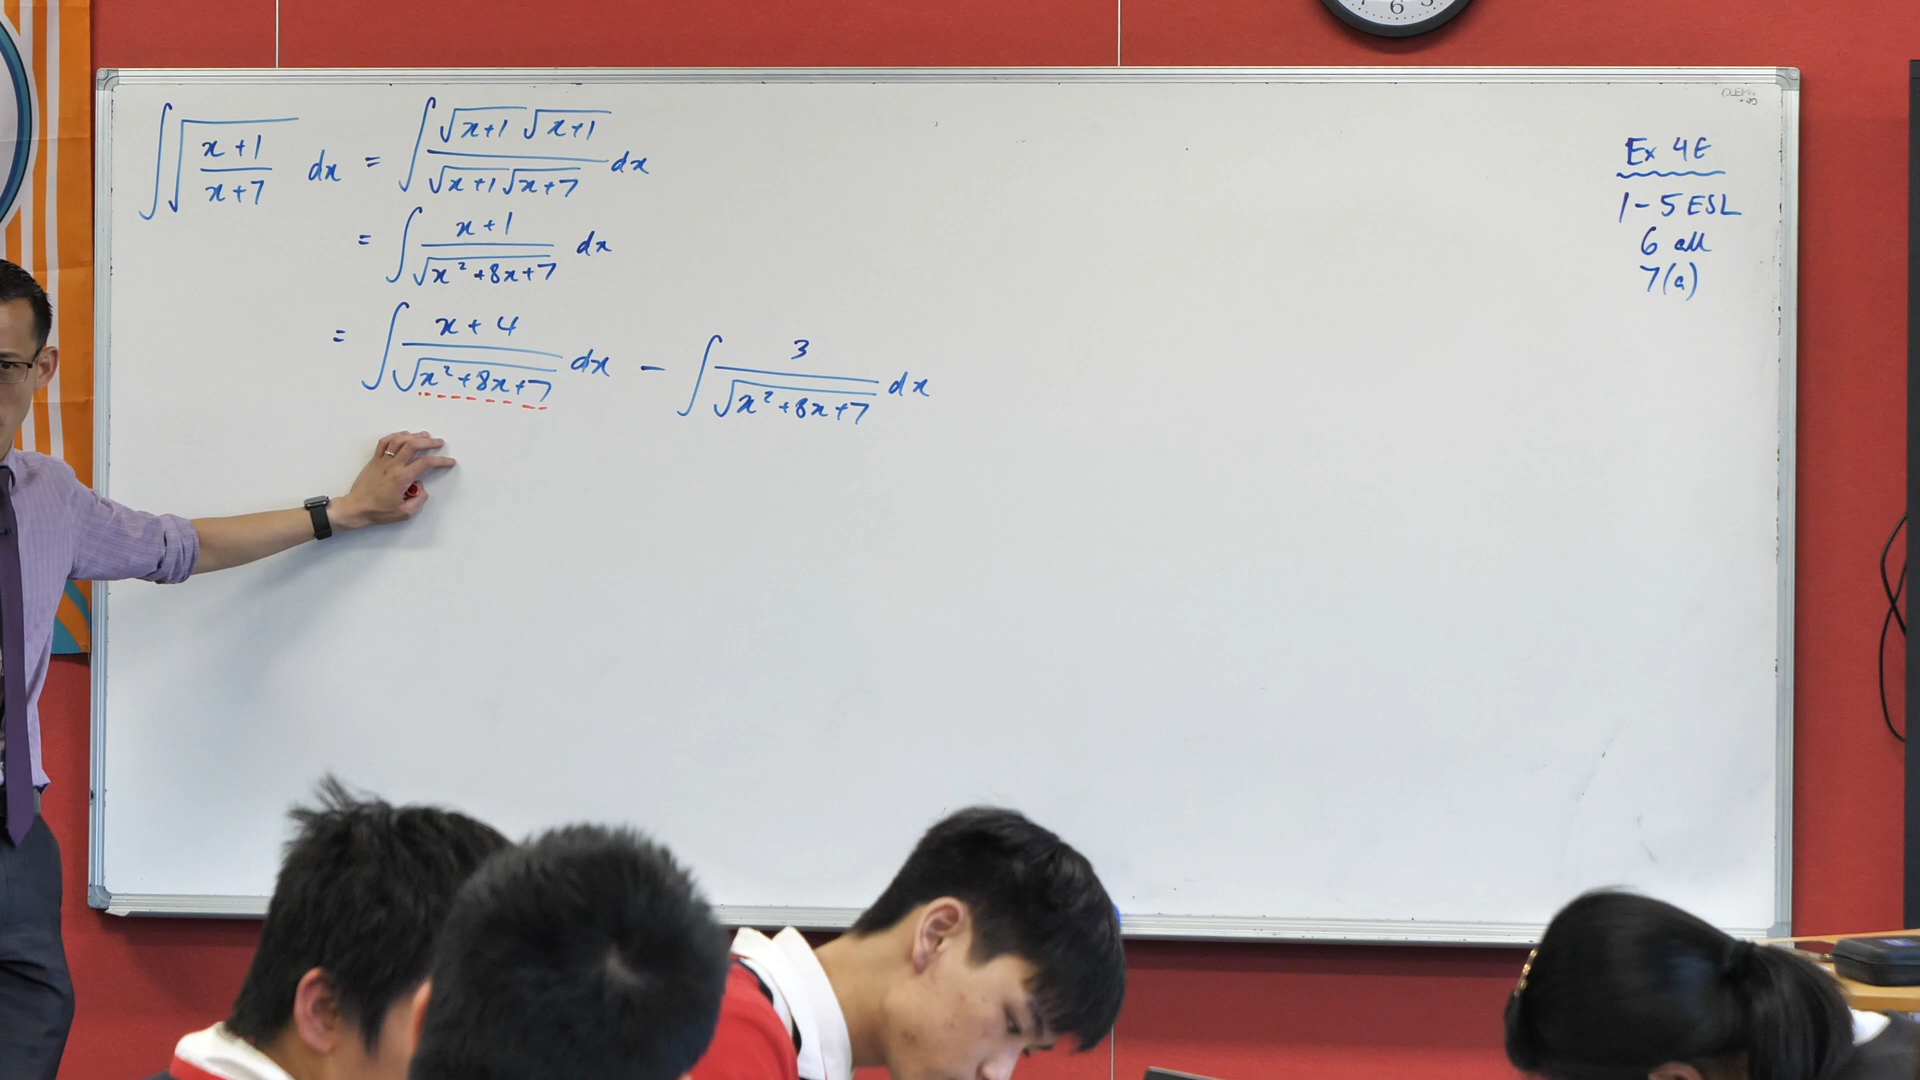 ∫ √((x+1)/(x+7)) dx = ∫ (√(x+1) √(x+1))/(√(x+1) √(x+7)) dx
= ∫ (x+1)/√(x²+8x+7) dx
= ∫ (x+4)/√(x²+8x+7) dx − ∫ 3/√(x²+8x+7) dx
Ex 4E
1-5 ESL
6 all
7(a)
6